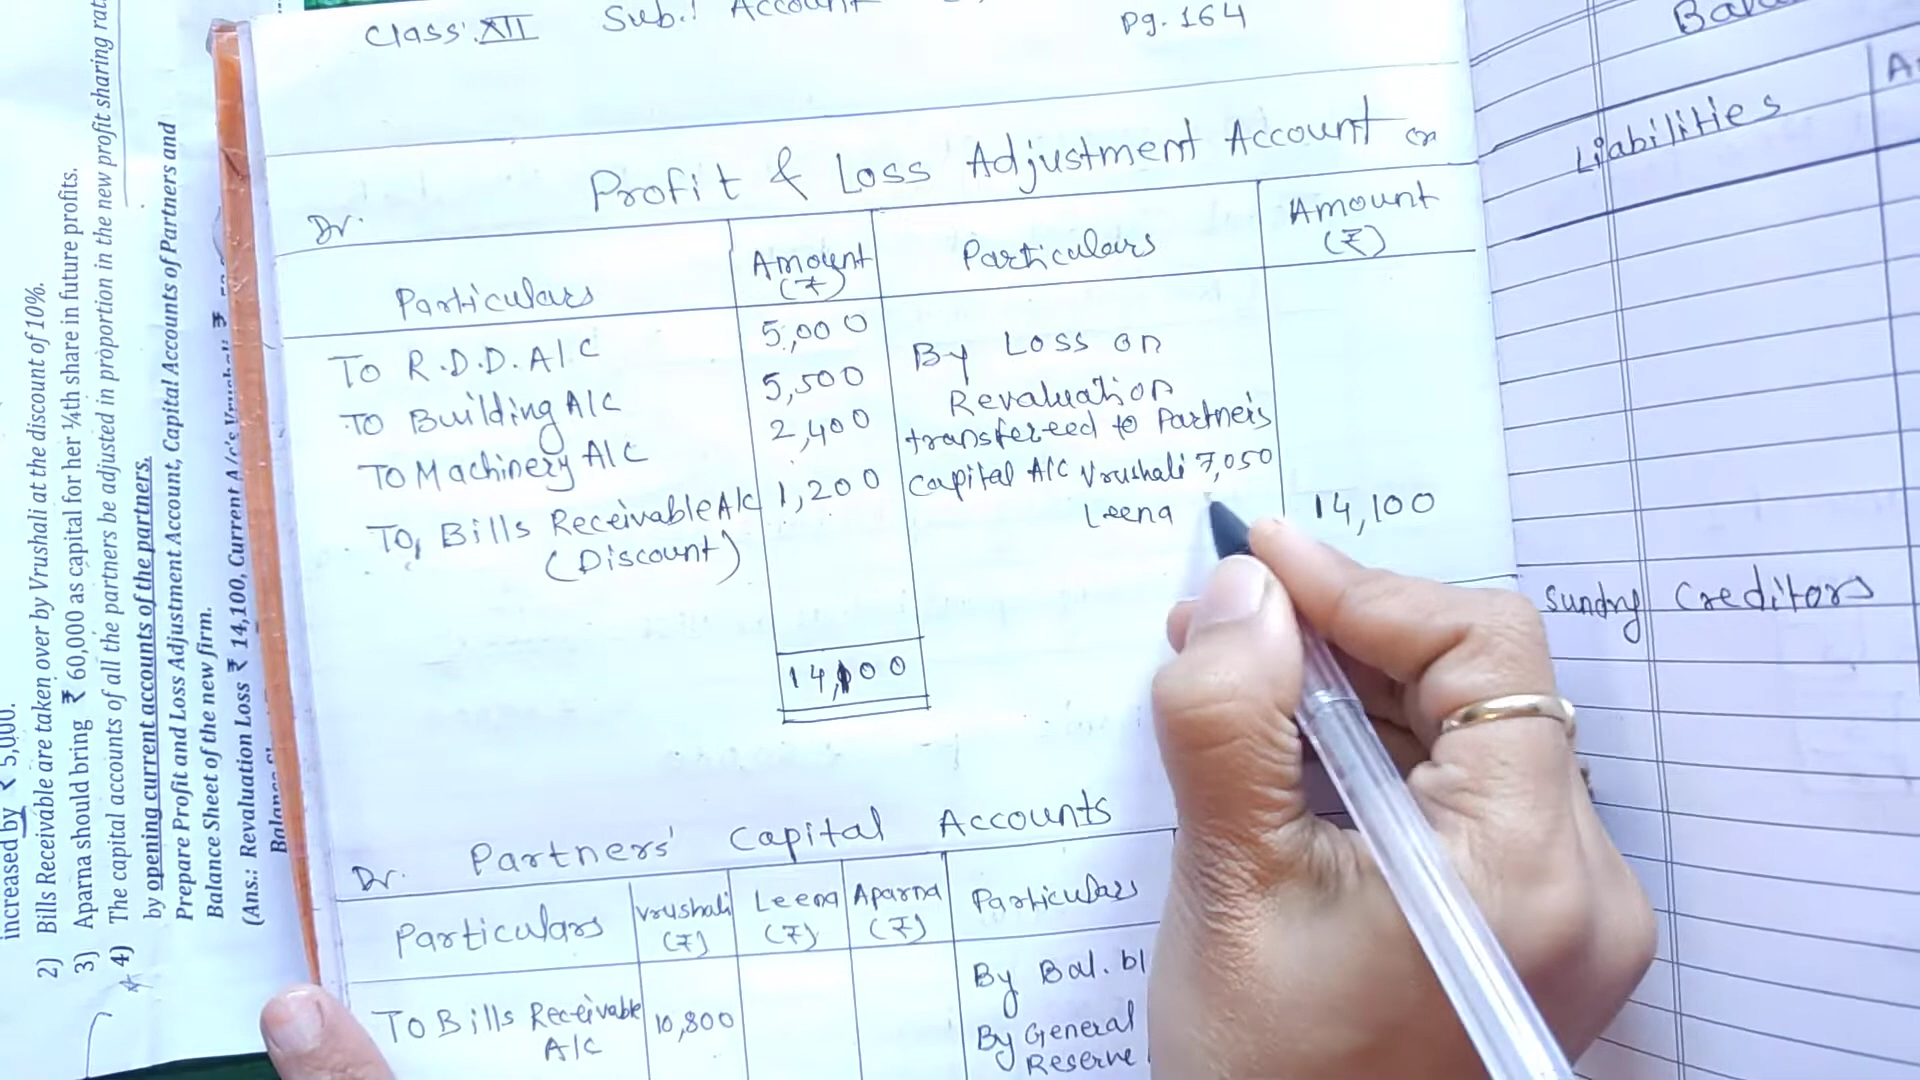 increased by ₹ 5,000.
2) Bills Receivable are taken over by Vrushali at the discount of 10%.
3) Aparna should bring ₹ 60,000 as capital for her ¼th share in future profits.
4) The capital accounts of all the partners be adjusted in proportion in the new profit sharing
by opening current accounts of the partners.
Prepare Profit and Loss Adjustment Account, Capital Accounts of Partners and
Balance Sheet of the new firm.
(Ans.: Revaluation Loss ₹ 14,100, Current A/c's
Class: XII Sub.: Account
Pg. 164
Profit & Loss Adjustment Account
Dr.
Particulars Amount (₹) Particulars Amount (₹)
To R.D.D. A/C 5,000 By Loss on
To Building A/C 5,500 Revaluation
To Machinery A/C 2,400 transfereed to Partners
To, Bills Receivable A/c 1,200 capital A/C Vrushali 7,050
(Discount) Leena 14,100
14,100
Partners' Capital Accounts
Dr.
Particulars Vrushali (₹) Leena (₹) Aparna (₹) Particulars
To Bills Receivable A/C 10,800 By Bal. b/
By General
Reserve
Liabilities
Sundry Creditors